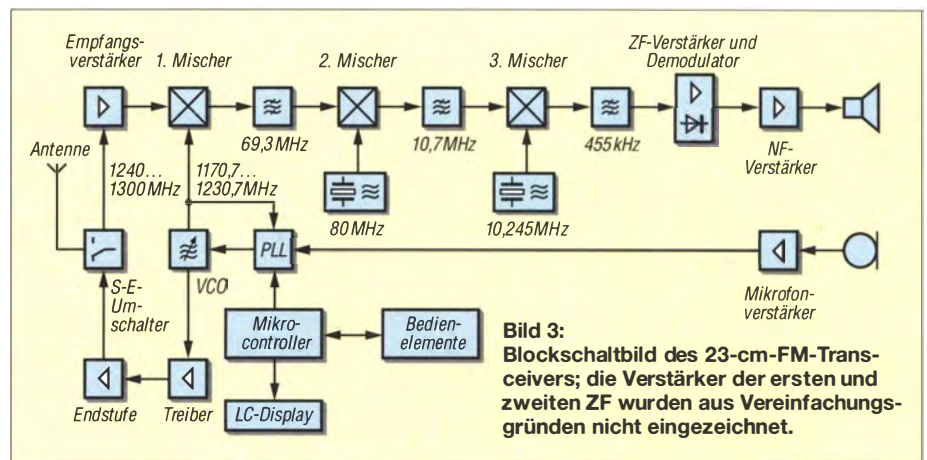 Empfangs-
verstärker
1. Mischer
2. Mischer
3. Mischer
ZF-Verstärker und
Demodulator
69,3 MHz
10,7 MHz
455 kHz
NF-
Verstärker
Antenne
1240...
1300 MHz
1170,7...
1230,7 MHz
80 MHz
10,245 MHz
S-E-
Um-
schalter
VCO
PLL
Mikrofon-
verstärker
Mikro-
controller
Bedien-
elemente
Endstufe
Treiber
LC-Display
Bild 3:
Blockschaltbild des 23-cm-FM-Trans-
ceivers; die Verstärker der ersten und
zweiten ZF wurden aus Vereinfachungs-
gründen nicht eingezeichnet.